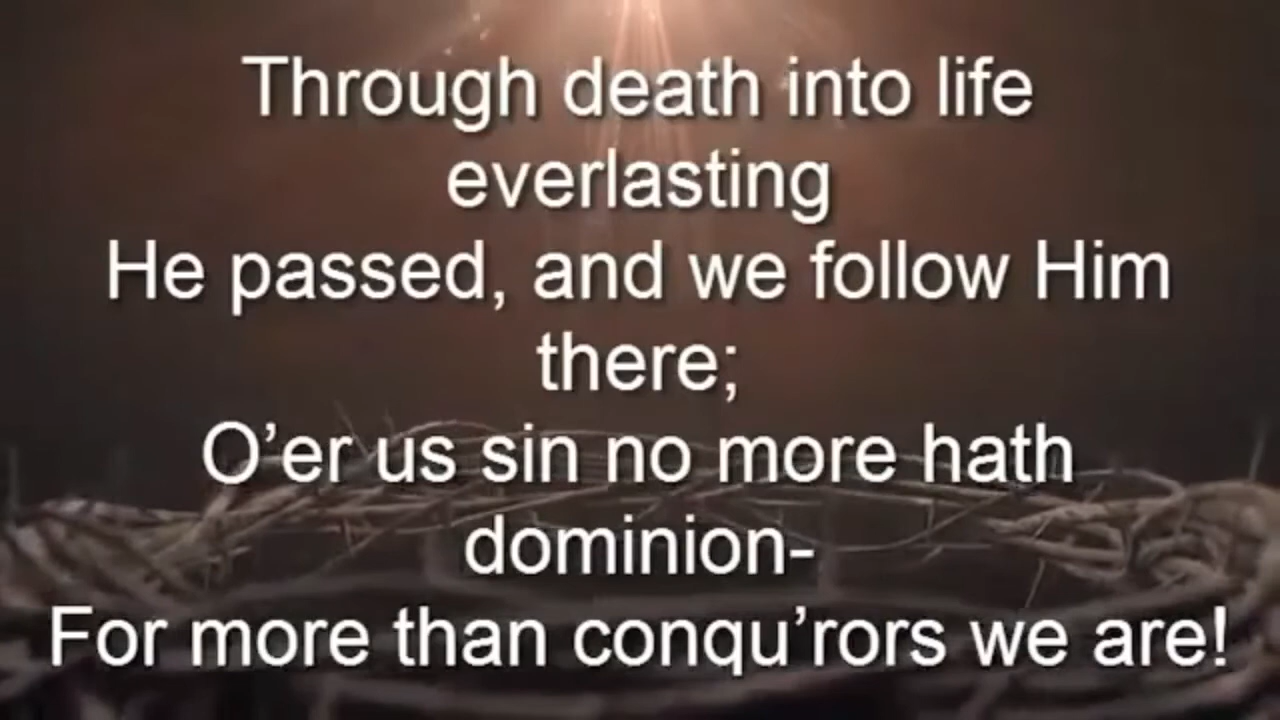 Through death into life
everlasting
He passed, and we follow Him
there;
O’er us sin no more hath
dominion-
For more than conqu’rors we are!